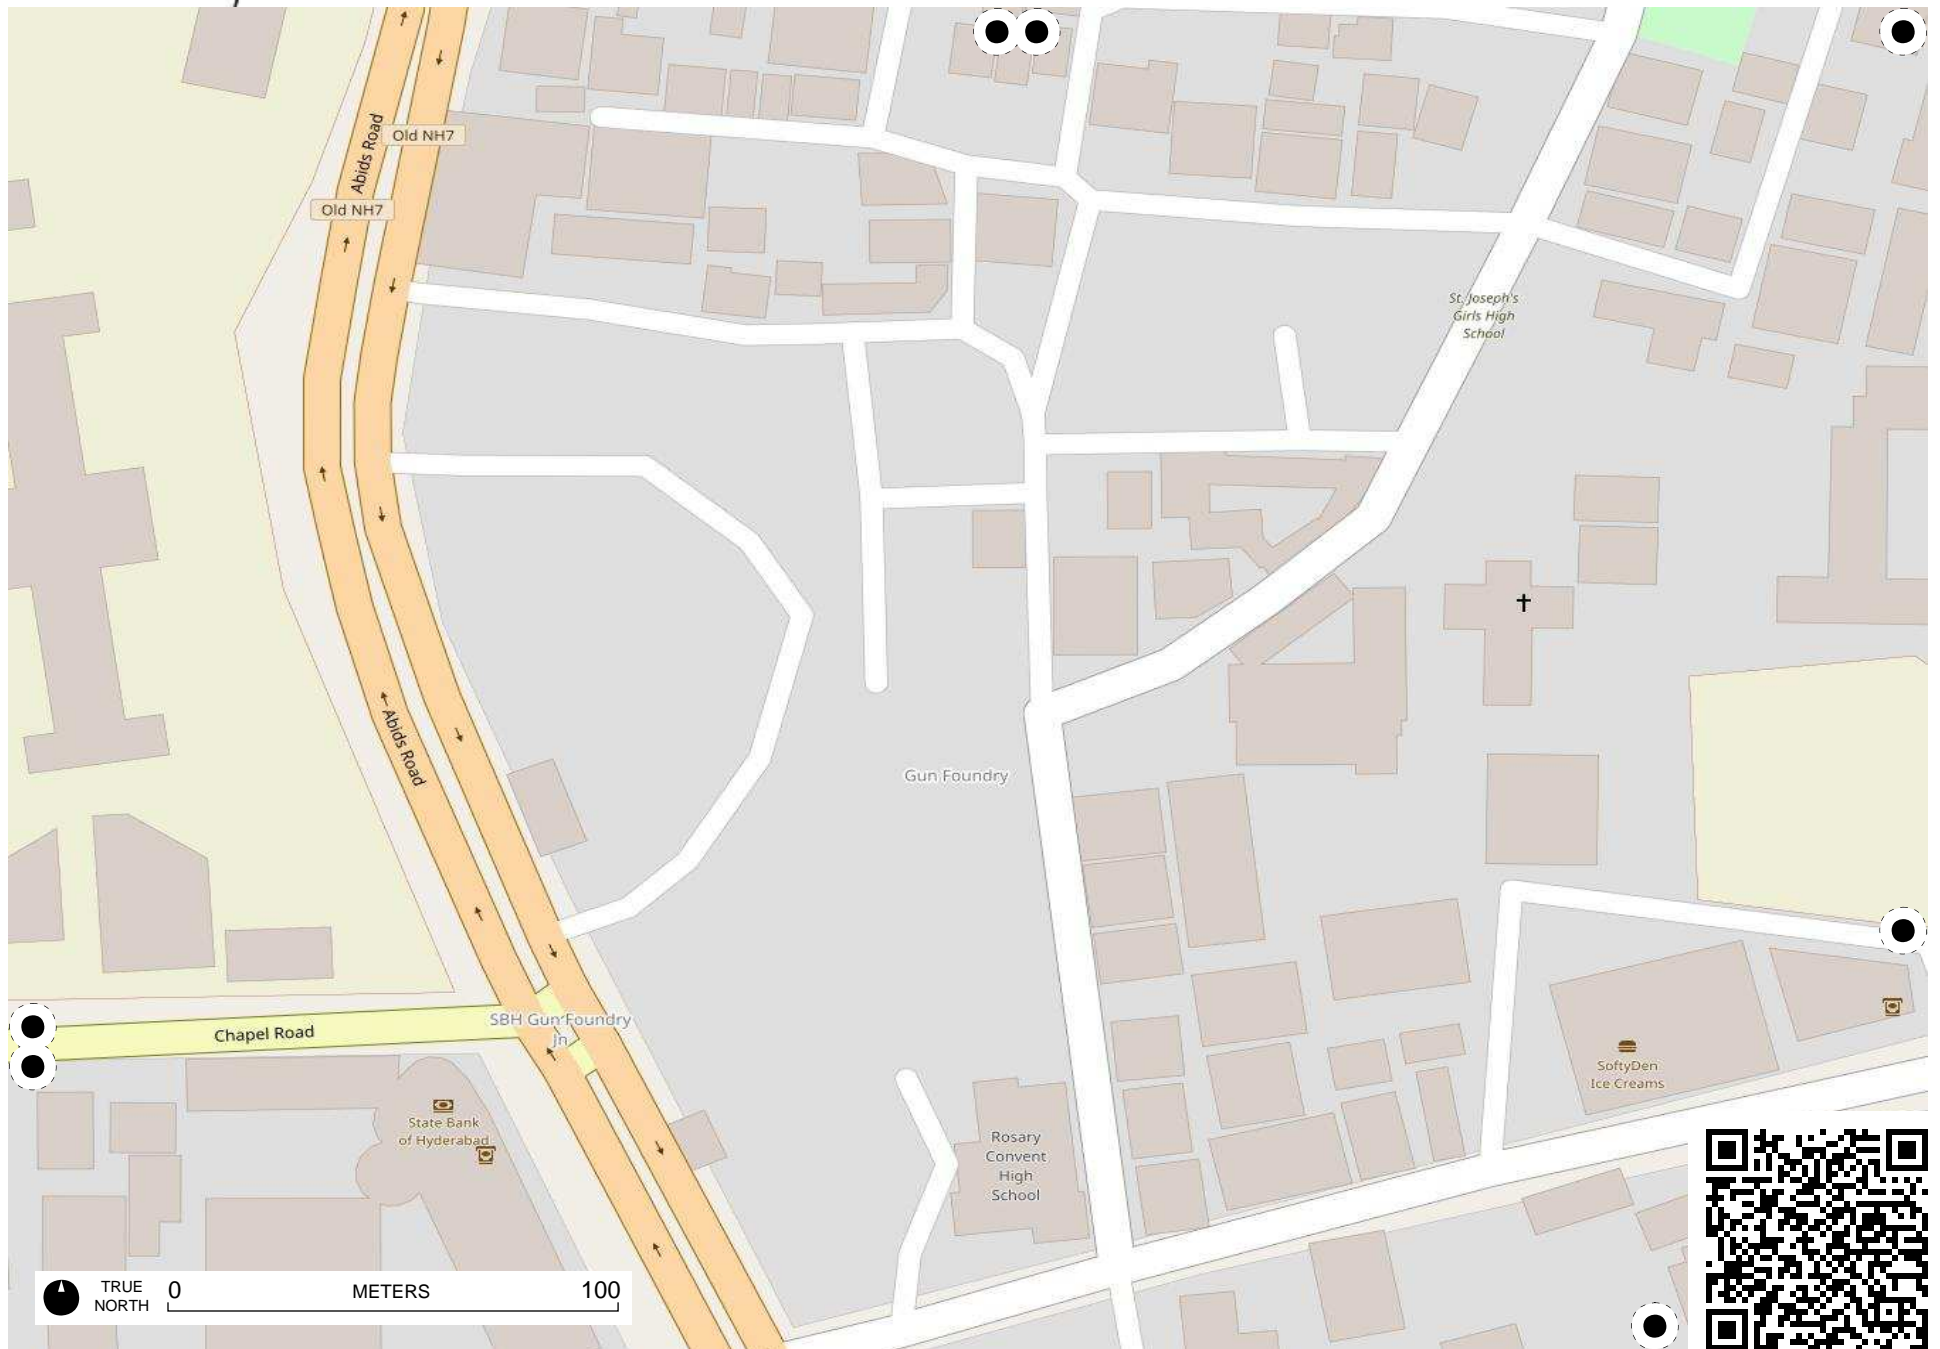 Abids Road
Old NH7
Old NH7
St. Joseph's
Girls High
School
Abids Road
Gun Foundry
Chapel Road
SBH Gun Foundry
Jn
SoftyDen
Ice Creams
State Bank
of Hyderabad
Rosary
Convent
High
School
TRUE
NORTH
0
METERS
100